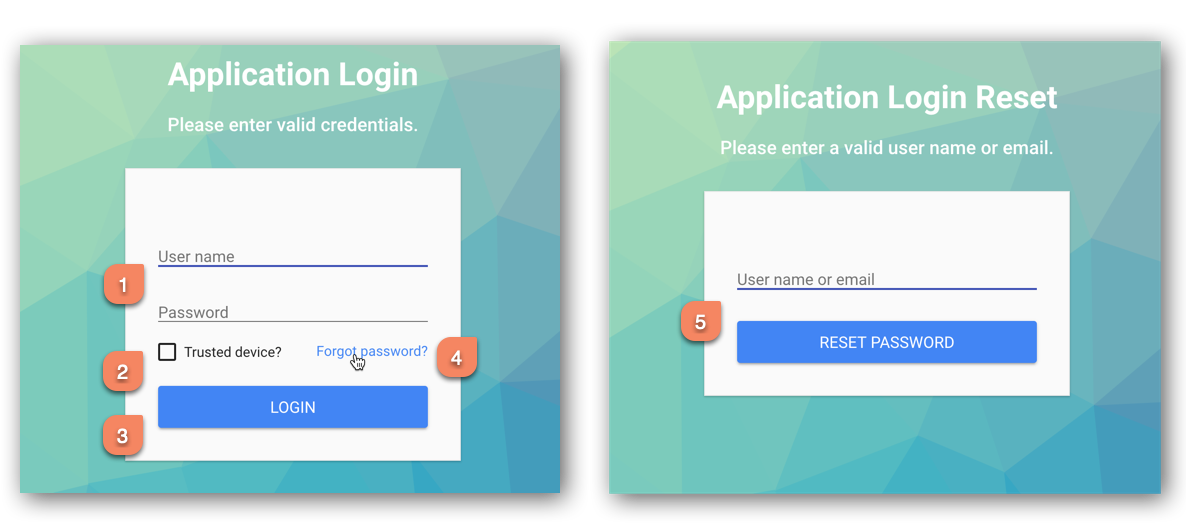 Application Login
Please enter valid credentials.
User name
1
Password
Trusted device?
Forgot password?
4
2
LOGIN
3
Application Login Reset
Please enter a valid user name or email.
User name or email
5
RESET PASSWORD